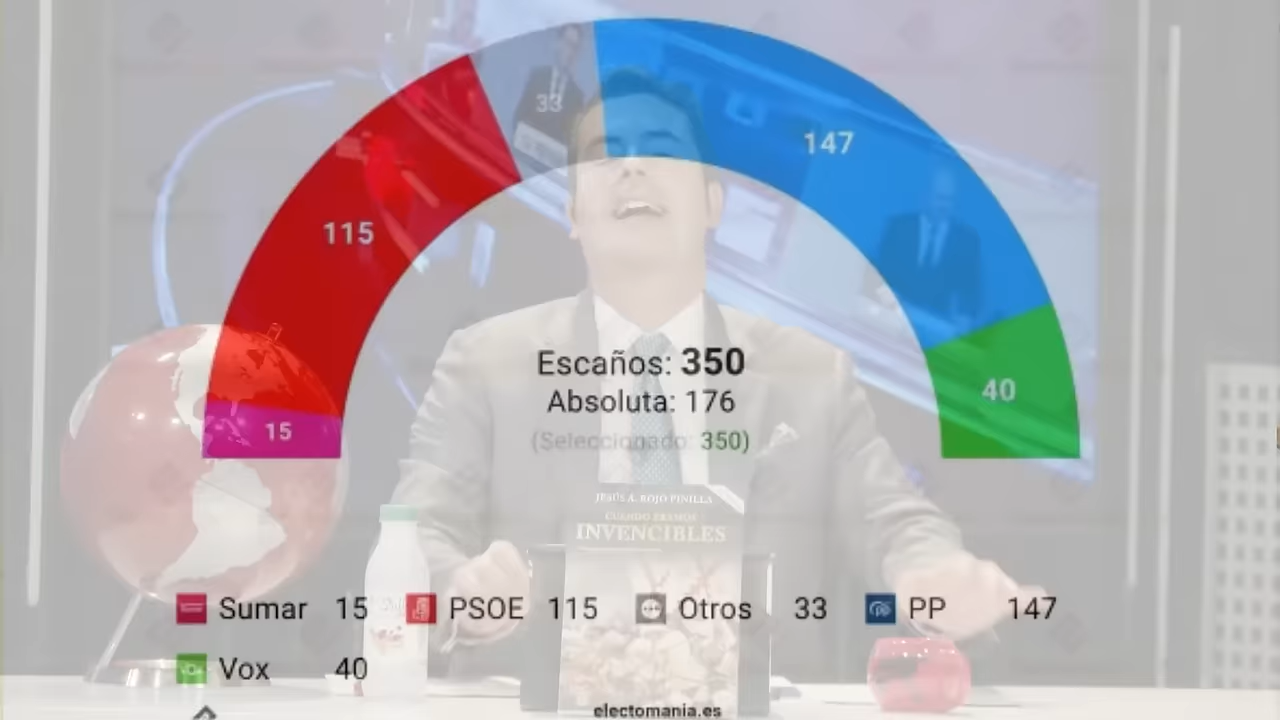 33
147
115
40
15
Escaños: 350
Absoluta: 176
(Seleccionado: 350)
JESÚS A. ROJO PINILLA
CUANDO ÉRAMOS
INVENCIBLES
Sumar 15 PSOE 115 Otros 33 PP 147
Vox 40
electomania.es